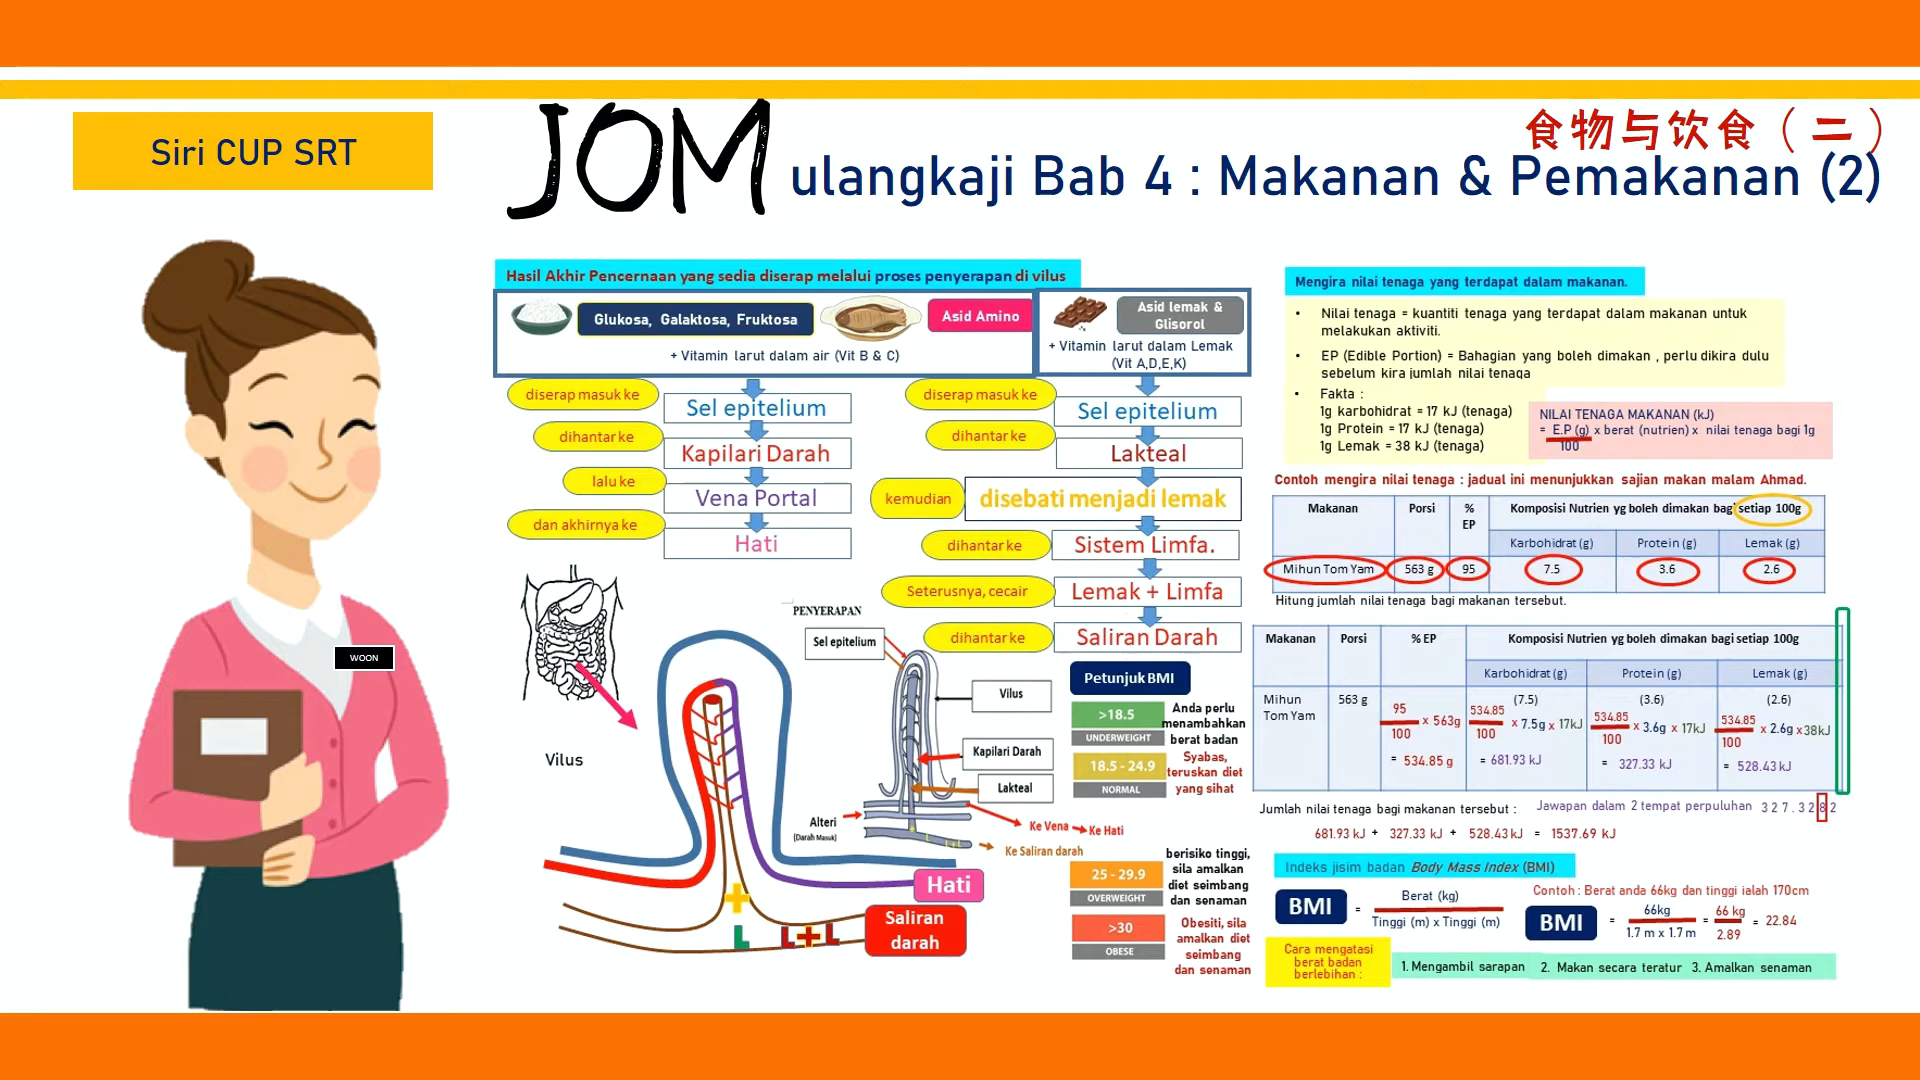 Siri CUP SRT
JOM
食物与饮食（二）
ulangkaji Bab 4 : Makanan & Pemakanan (2)
WOON
Hasil Akhir Pencernaan yang sedia diserap melalui proses penyerapan di vilus
Glukosa, Galaktosa, Fruktosa
Asid Amino
+ Vitamin larut dalam air (Vit B & C)
Asid lemak &
Glisorol
+ Vitamin larut dalam Lemak
(Vit A,D,E,K)
diserap masuk ke
Sel epitelium
dihantar ke
Kapilari Darah
lalu ke
Vena Portal
dan akhirnya ke
Hati
diserap masuk ke
Sel epitelium
dihantar ke
Lakteal
kemudian
disebati menjadi lemak
dihantar ke
Sistem Limfa.
Seterusnya, cecair
Lemak + Limfa
dihantar ke
Saliran Darah
PENYERAPAN
Sel epitelium
Vilus
Kapilari Darah
Lakteal
Alteri
(Darah Masuk)
Ke Vena
Ke Hati
Ke Saliran darah
Vilus
Hati
Saliran
darah
L
L+L
Petunjuk BMI
>18.5
UNDERWEIGHT
Anda perlu
menambahkan
berat badan
18.5 - 24.9
NORMAL
Syabas,
teruskan diet
yang sihat
25 - 29.9
OVERWEIGHT
berisiko tinggi,
sila amalkan
diet seimbang
dan senaman
>30
OBESE
Obesiti, sila
amalkan diet
seimbang
dan senaman
Mengira nilai tenaga yang terdapat dalam makanan.
• Nilai tenaga = kuantiti tenaga yang terdapat dalam makanan untuk
melakukan aktiviti.
• EP (Edible Portion) = Bahagian yang boleh dimakan , perlu dikira dulu
sebelum kira jumlah nilai tenaga
• Fakta :
1g karbohidrat = 17 kJ (tenaga)
1g Protein = 17 kJ (tenaga)
1g Lemak = 38 kJ (tenaga)
NILAI TENAGA MAKANAN (kJ)
= E.P (g) x berat (nutrien) x nilai tenaga bagi 1g
100
Contoh mengira nilai tenaga : jadual ini menunjukkan sajian makan malam Ahmad.
Makanan Porsi % EP Komposisi Nutrien yg boleh dimakan bagi setiap 100g
Karbohidrat (g) Protein (g) Lemak (g)
Mihun Tom Yam 563 g 95 7.5 3.6 2.6
Hitung jumlah nilai tenaga bagi makanan tersebut.
Makanan Porsi % EP Komposisi Nutrien yg boleh dimakan bagi setiap 100g
Karbohidrat (g) Protein (g) Lemak (g)
Mihun Tom Yam 563 g (7.5) (3.6) (2.6)
95 534.85 534.85 534.85
x 563g x 7.5g x 17kJ x 3.6g x 17kJ x 2.6g x 38kJ
100 100 100 100
= 534.85 g = 681.93 kJ = 327.33 kJ = 528.43 kJ
Jumlah nilai tenaga bagi makanan tersebut : Jawapan dalam 2 tempat perpuluhan 3 2 7 . 3 2 8 2
681.93 kJ + 327.33 kJ + 528.43 kJ = 1537.69 kJ
Indeks jisim badan Body Mass Index (BMI)
BMI = Berat (kg)
Tinggi (m) x Tinggi (m)
Contoh : Berat anda 66kg dan tinggi ialah 170cm
BMI = 66kg = 66 kg = 22.84
1.7 m x 1.7 m 2.89
Cara mengatasi
berat badan
berlebihan :
1. Mengambil sarapan 2. Makan secara teratur 3. Amalkan senaman